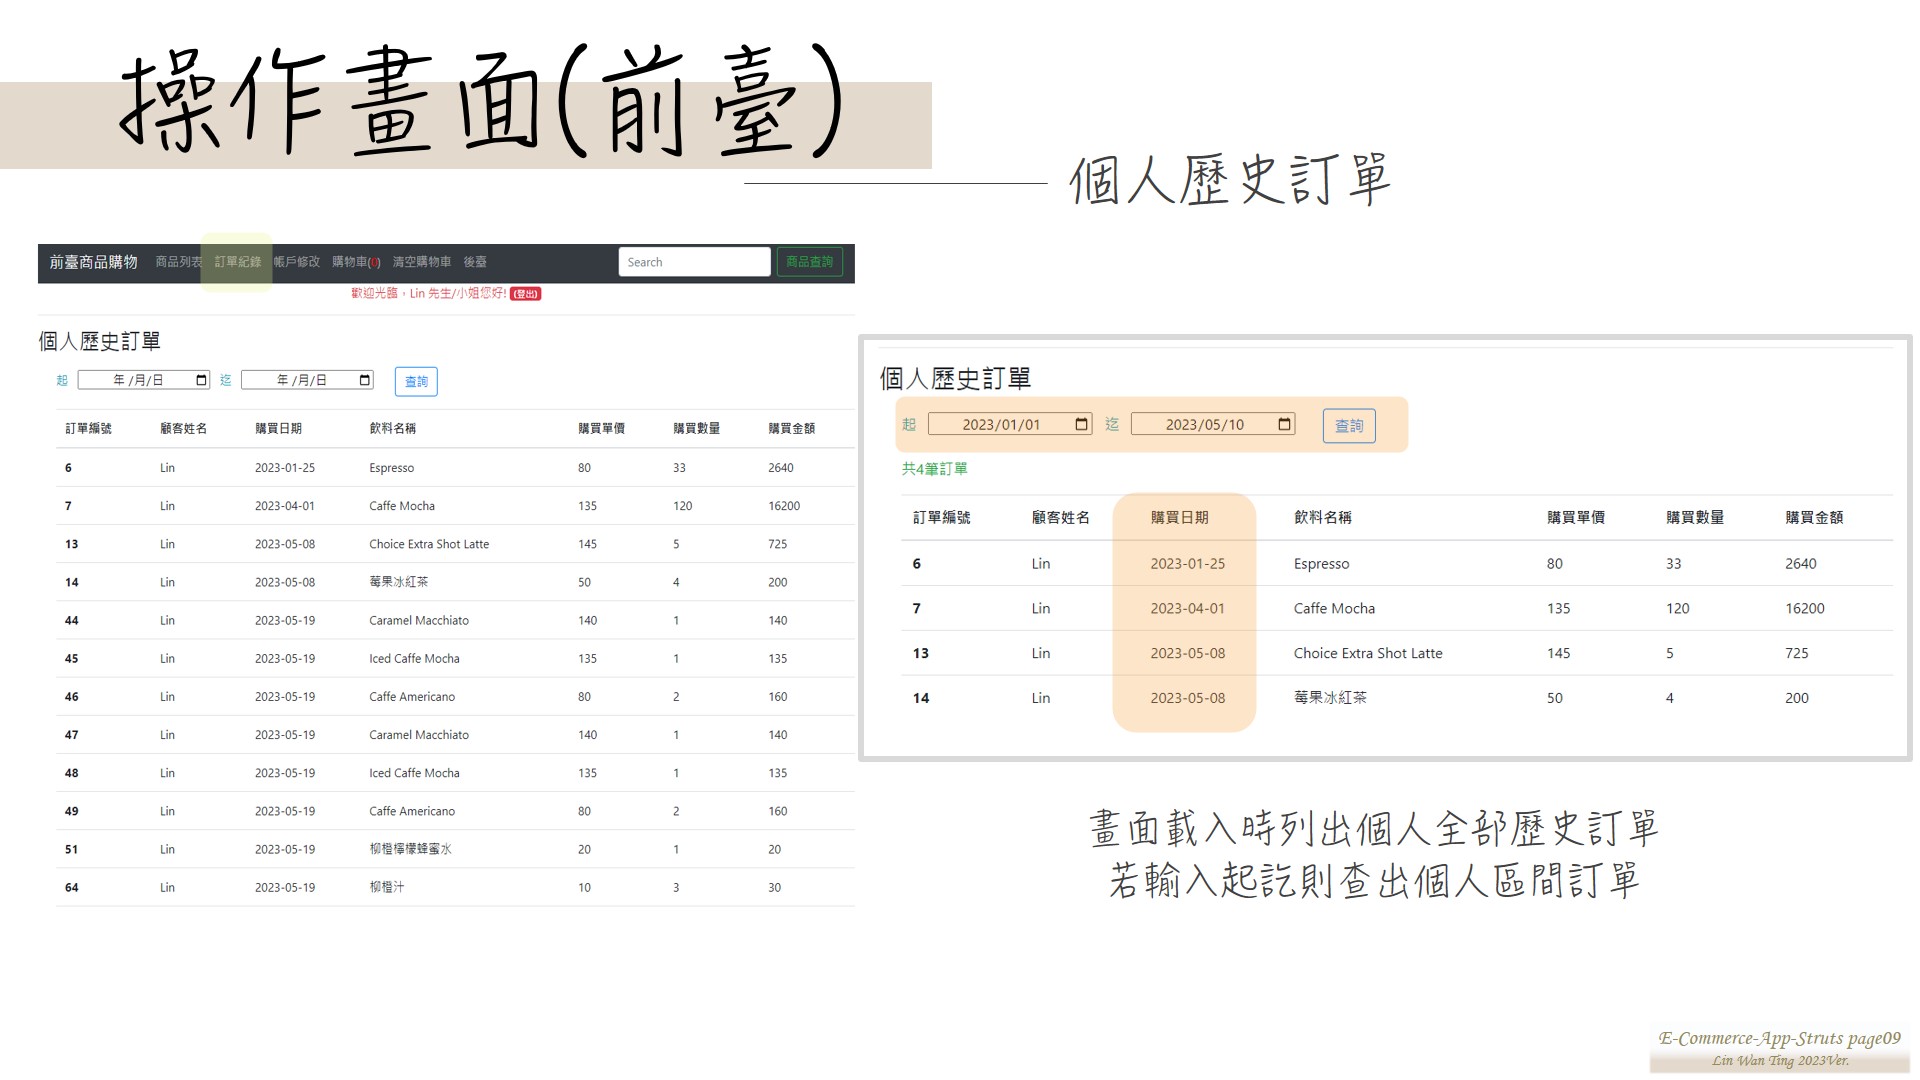 操作畫面(前臺)
個人歷史訂單
前臺商品購物 商品列表 訂單紀錄 帳戶修改 購物車(0) 清空購物車 後臺 Search 商品查詢
歡迎光臨，Lin 先生/小姐您好! (登出)
個人歷史訂單
起 年/月/日 迄 年/月/日 查詢
訂單編號 顧客姓名 購買日期 飲料名稱 購買單價 購買數量 購買金額
6 Lin 2023-01-25 Espresso 80 33 2640
7 Lin 2023-04-01 Caffe Mocha 135 120 16200
13 Lin 2023-05-08 Choice Extra Shot Latte 145 5 725
14 Lin 2023-05-08 莓果冰紅茶 50 4 200
44 Lin 2023-05-19 Caramel Macchiato 140 1 140
45 Lin 2023-05-19 Iced Caffe Mocha 135 1 135
46 Lin 2023-05-19 Caffe Americano 80 2 160
47 Lin 2023-05-19 Caramel Macchiato 140 1 140
48 Lin 2023-05-19 Iced Caffe Mocha 135 1 135
49 Lin 2023-05-19 Caffe Americano 80 2 160
51 Lin 2023-05-19 柳橙檸檬蜂蜜水 20 1 20
64 Lin 2023-05-19 柳橙汁 10 3 30
個人歷史訂單
起 2023/01/01 迄 2023/05/10 查詢
共4筆訂單
訂單編號 顧客姓名 購買日期 飲料名稱 購買單價 購買數量 購買金額
6 Lin 2023-01-25 Espresso 80 33 2640
7 Lin 2023-04-01 Caffe Mocha 135 120 16200
13 Lin 2023-05-08 Choice Extra Shot Latte 145 5 725
14 Lin 2023-05-08 莓果冰紅茶 50 4 200
畫面載入時列出個人全部歷史訂單
若輸入起訖則查出個人區間訂單
E-Commerce-App-Struts page09
Lin Wan Ting 2023Ver.